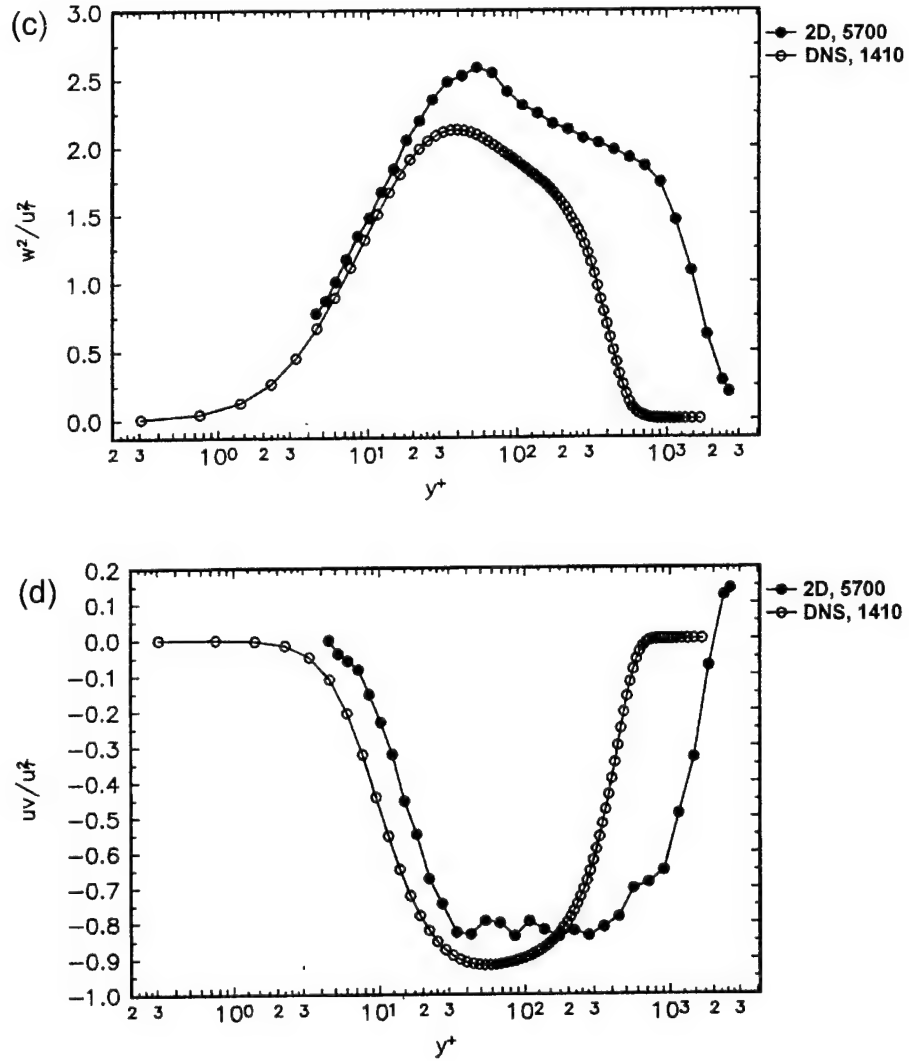 (c)
3.0
2.5
2.0
1.5
1.0
0.5
0.0
w²/u²τ
2 3 10⁰ 2 3 10¹ 2 3 10² 2 3 10³ 2 3
y⁺
2D, 5700
DNS, 1410
(d)
0.2
0.1
0.0
−0.1
−0.2
−0.3
−0.4
−0.5
−0.6
−0.7
−0.8
−0.9
−1.0
uv/u²τ
2 3 10⁰ 2 3 10¹ 2 3 10² 2 3 10³ 2 3
y⁺
2D, 5700
DNS, 1410